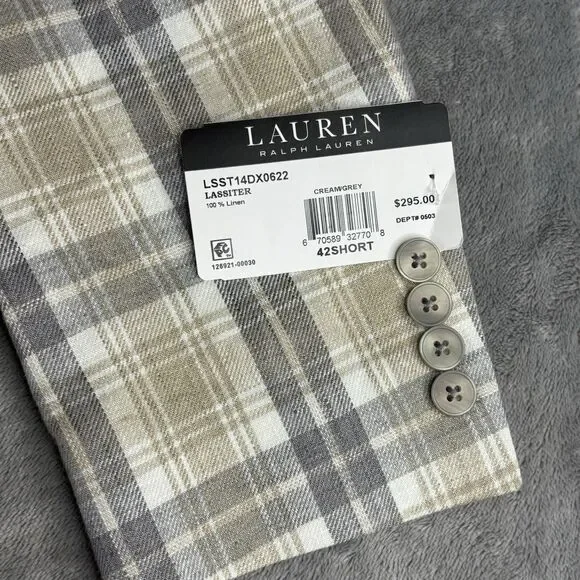 LAUREN
RALPH LAUREN
LSST14DX0622
LASSITER
100 % Linen
CREAM/GREY
$295.00
DEPT# 0503
6 70589 32770 8
42SHORT
126921-00030